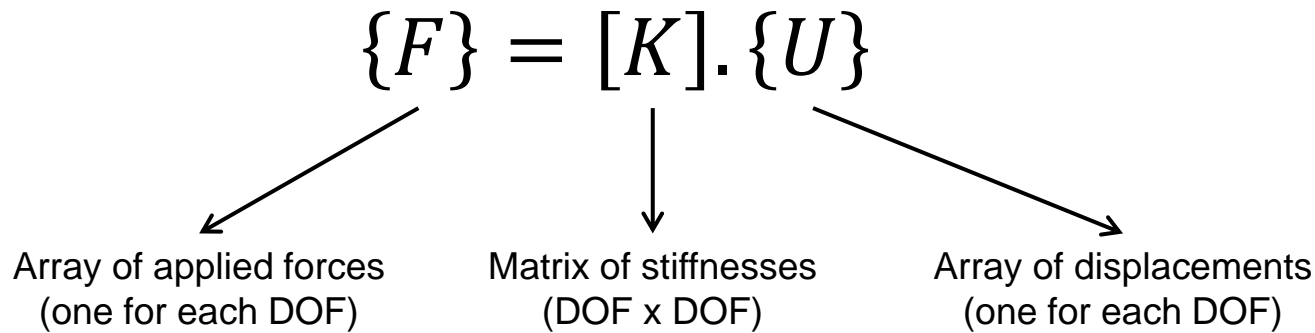 {F} = [K].{U}
Array of applied forces
(one for each DOF)
Matrix of stiffnesses
(DOF x DOF)
Array of displacements
(one for each DOF)